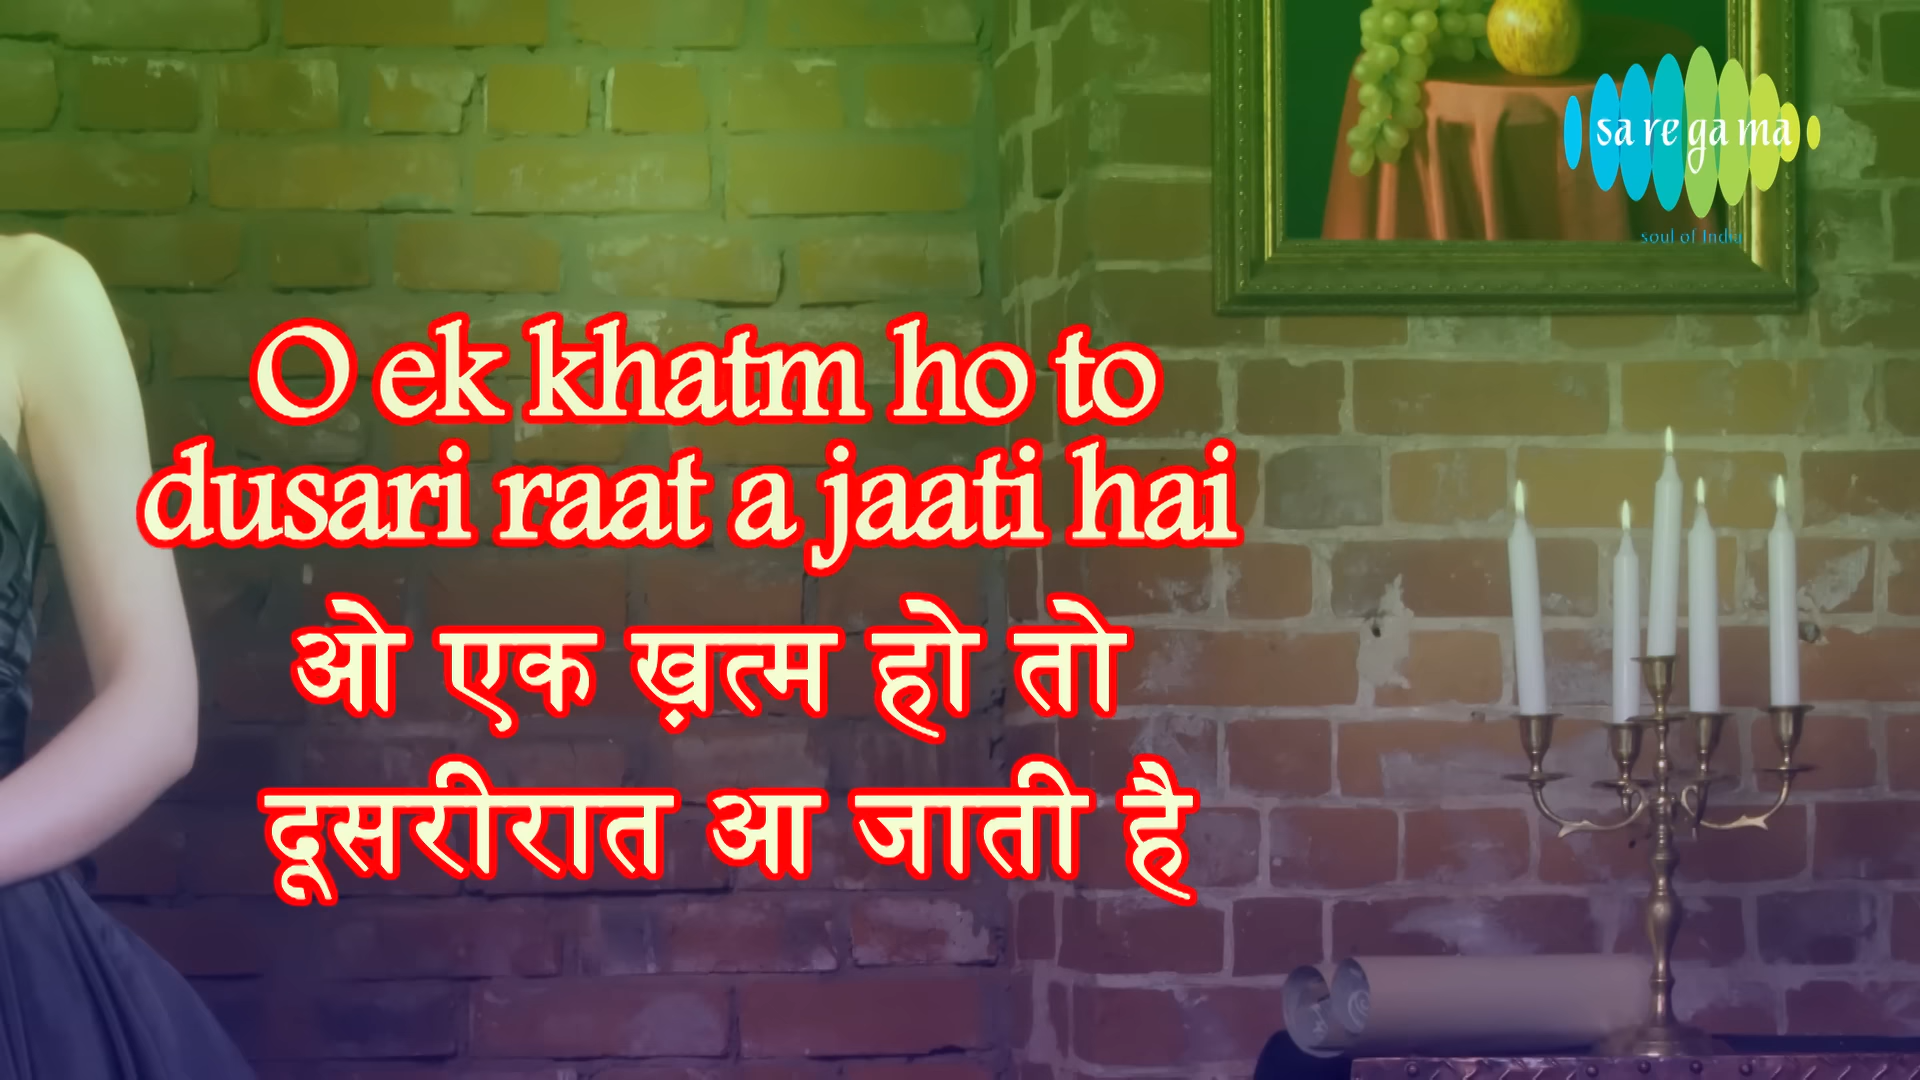 sa re ga ma
soul of India
O ek khatm ho to
dusari raat a jaati hai
ओ एक ख़त्म हो तो
दूसरीरात आ जाती है